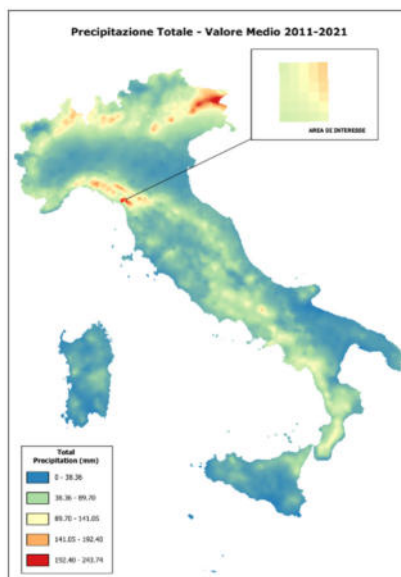 Precipitazione Totale - Valore Medio 2011-2021
AREA DI INTERESSE
Total
Precipitation (mm)
0 - 38.36
38.36 - 89.70
89.70 - 141.05
141.05 - 192.40
192.40 - 243.74